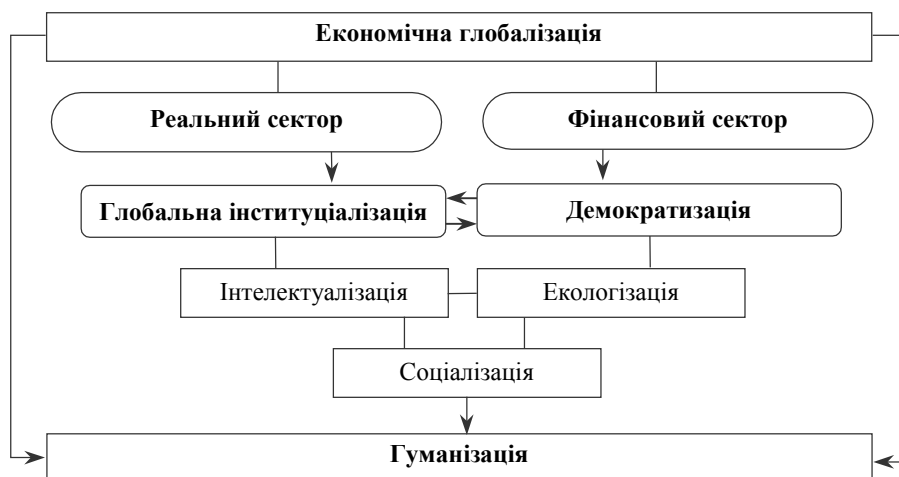 Економічна глобалізація
Реальний сектор
Фінансовий сектор
Глобальна інституціалізація
Демократизація
Інтелектуалізація
Екологізація
Соціалізація
Гуманізація